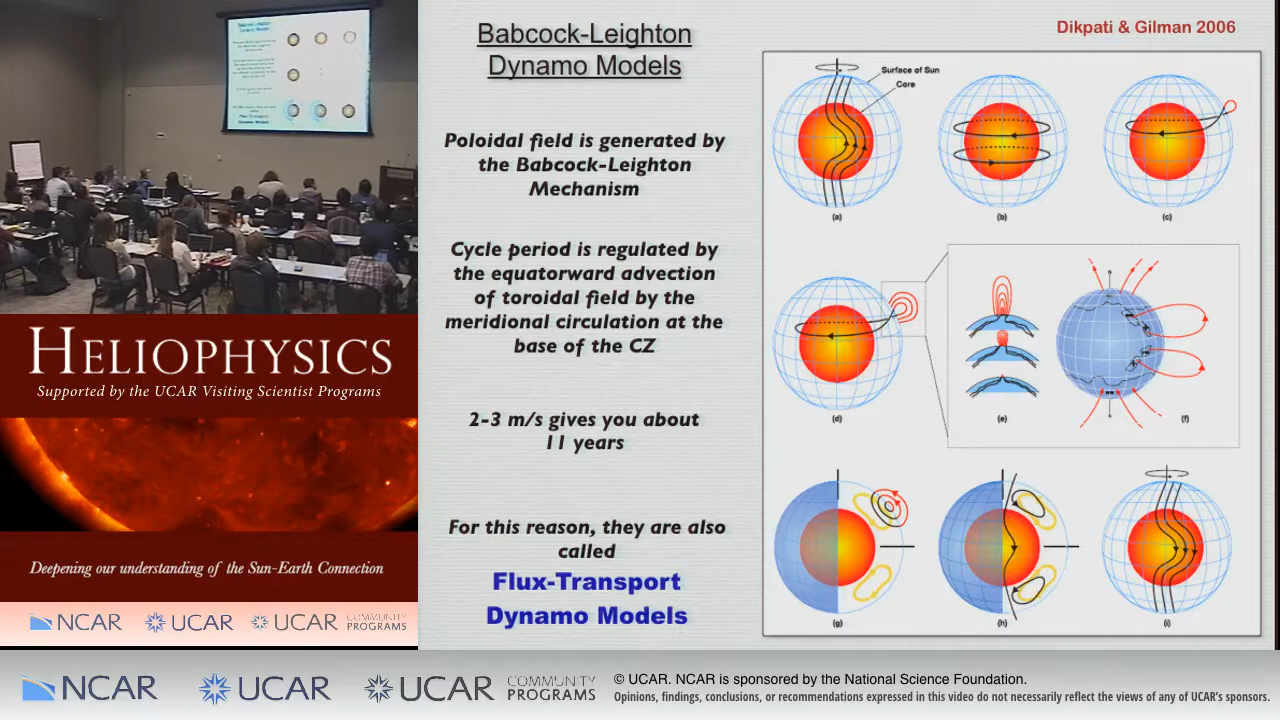 Babcock-Leighton
Dynamo Models
Dikpati & Gilman 2006
Poloidal field is generated by
the Babcock-Leighton
Mechanism
Cycle period is regulated by
the equatorward advection
of toroidal field by the
meridional circulation at the
base of the CZ
2-3 m/s gives you about
11 years
For this reason, they are also
called
Flux-Transport
Dynamo Models
Surface of Sun
Core
(a)
(b)
(c)
(d)
(e)
(f)
(g)
(h)
(i)
HELIOPHYSICS
Supported by the UCAR Visiting Scientist Programs
Deepening our understanding of the Sun-Earth Connection
NCAR
UCAR
UCAR
COMMUNITY
PROGRAMS
NCAR
UCAR
UCAR
COMMUNITY
PROGRAMS
© UCAR. NCAR is sponsored by the National Science Foundation.
Opinions, findings, conclusions, or recommendations expressed in this video do not necessarily reflect the views of any of UCAR's sponsors.